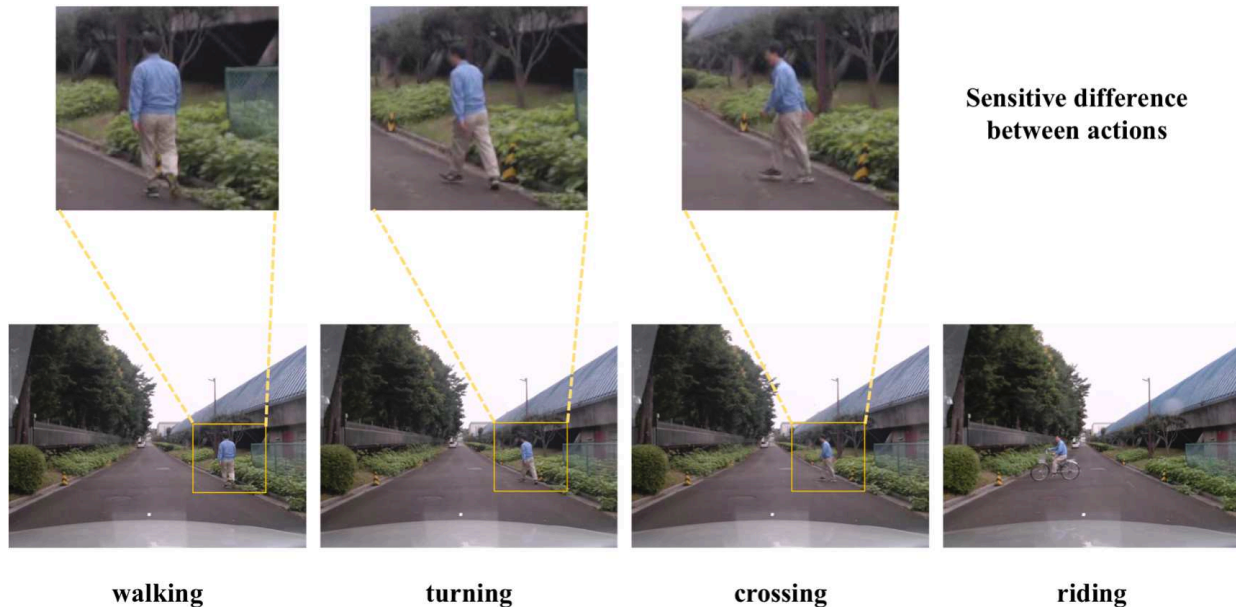 Sensitive difference
between actions
walking
turning
crossing
riding